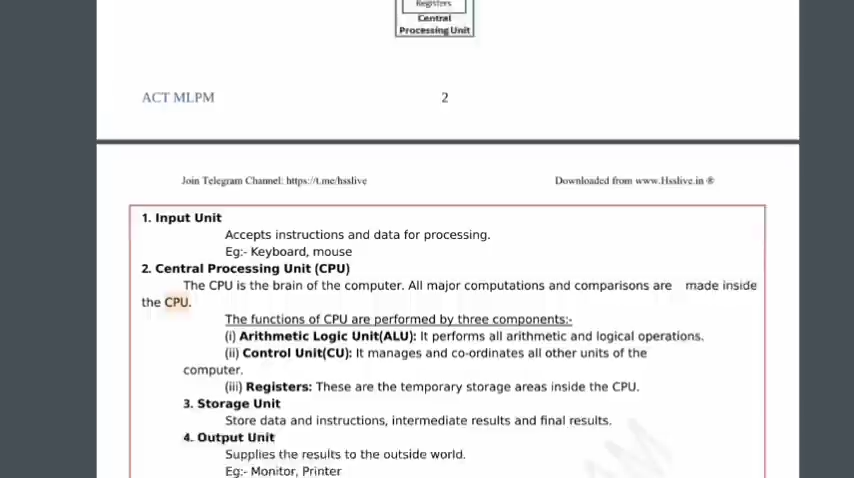 Registers
Central
Processing Unit
ACT MLPM
2
Join Telegram Channel: https://t.me/hsslive Downloaded from www.Hsslive.in ®
1. Input Unit
Accepts instructions and data for processing.
Eg:- Keyboard, mouse
2. Central Processing Unit (CPU)
The CPU is the brain of the computer. All major computations and comparisons are made inside
the CPU.
The functions of CPU are performed by three components:-
(i) Arithmetic Logic Unit(ALU): It performs all arithmetic and logical operations.
(ii) Control Unit(CU): It manages and co-ordinates all other units of the
computer.
(iii) Registers: These are the temporary storage areas inside the CPU.
3. Storage Unit
Store data and instructions, intermediate results and final results.
4. Output Unit
Supplies the results to the outside world.
Eg:- Monitor, Printer